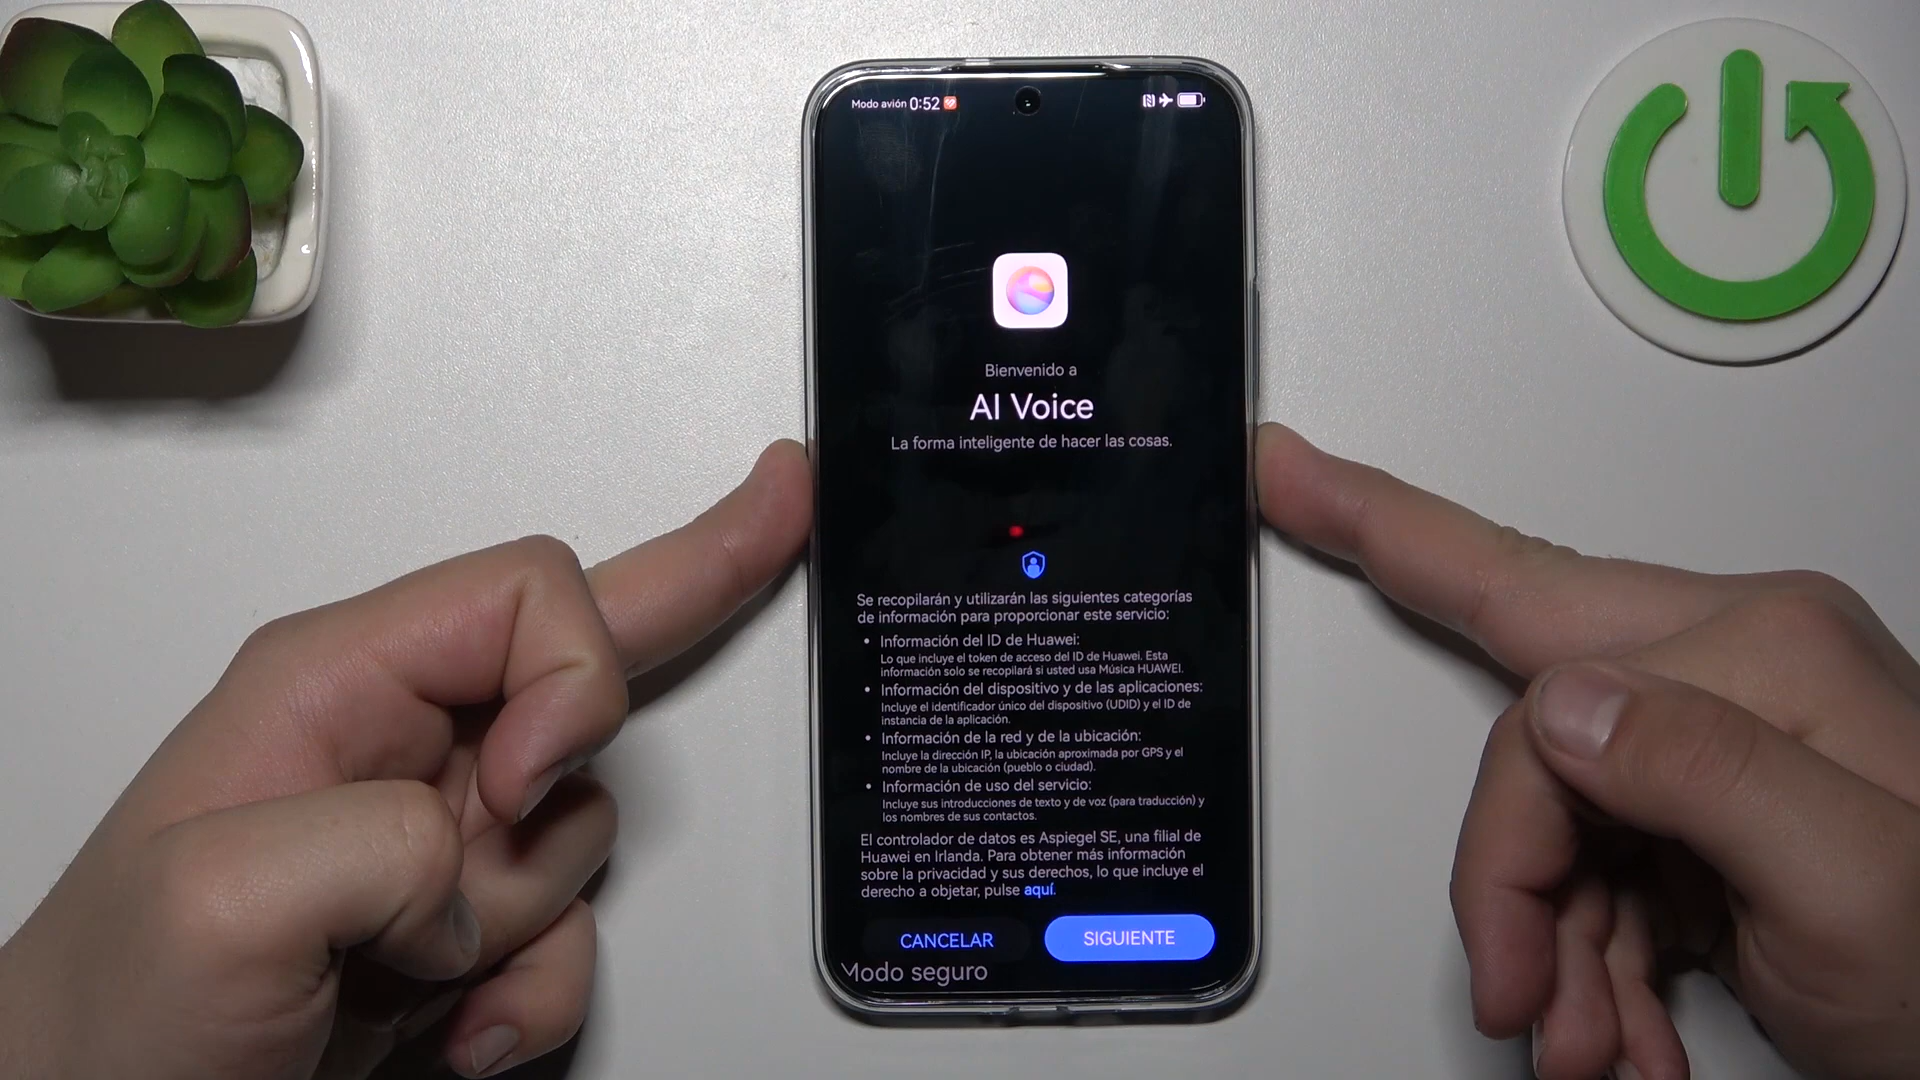 Modo avión 0:52
Bienvenido a
AI Voice
La forma inteligente de hacer las cosas.
Se recopilarán y utilizarán las siguientes categorías
de información para proporcionar este servicio:
• Información del ID de Huawei:
Lo que incluye el token de acceso del ID de Huawei. Esta
información solo se recopilará si usted usa Música HUAWEI.
• Información del dispositivo y de las aplicaciones:
Incluye el identificador único del dispositivo (UDID) y el ID de
instancia de la aplicación.
• Información de la red y de la ubicación:
Incluye la dirección IP, la ubicación aproximada por GPS y el
nombre de la ubicación (pueblo o ciudad).
• Información de uso del servicio:
Incluye sus introducciones de texto y de voz (para traducción) y
los nombres de sus contactos.
El controlador de datos es Aspiegel SE, una filial de
Huawei en Irlanda. Para obtener más información
sobre la privacidad y sus derechos, lo que incluye el
derecho a objetar, pulse aquí.
CANCELAR
SIGUIENTE
Modo seguro